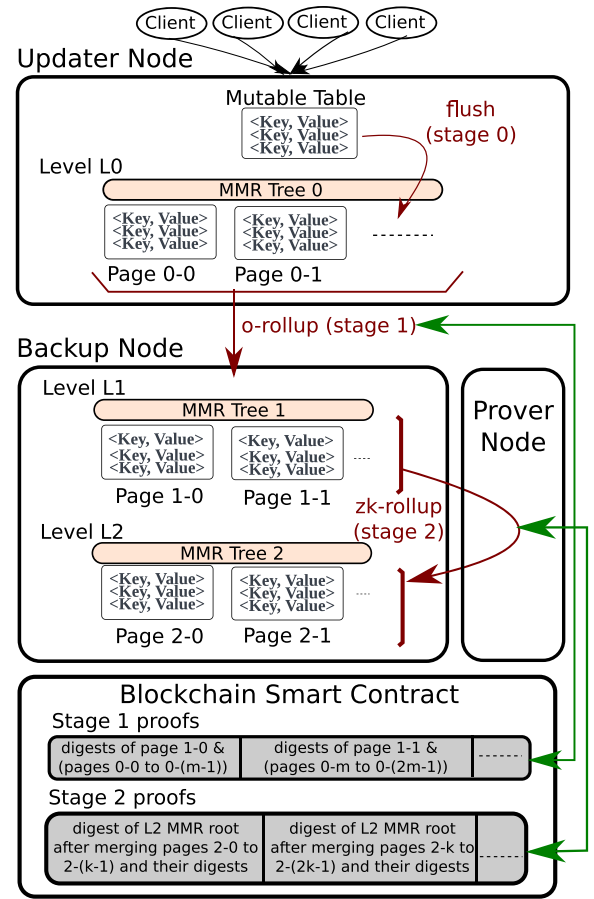 Client Client Client Client
Updater Node
Mutable Table
<Key, Value>
<Key, Value>
<Key, Value>
flush
(stage 0)
Level L0
MMR Tree 0
<Key, Value> <Key, Value>
<Key, Value> <Key, Value>
<Key, Value> <Key, Value>
Page 0-0 Page 0-1
o-rollup (stage 1)
Backup Node
Level L1
MMR Tree 1
<Key, Value> <Key, Value>
<Key, Value> <Key, Value>
<Key, Value> <Key, Value>
Page 1-0 Page 1-1
Prover
Node
zk-rollup
(stage 2)
Level L2
MMR Tree 2
<Key, Value> <Key, Value>
<Key, Value> <Key, Value>
<Key, Value> <Key, Value>
Page 2-0 Page 2-1
Blockchain Smart Contract
Stage 1 proofs
digests of page 1-0 &
(pages 0-0 to 0-(m-1))
digests of page 1-1 &
(pages 0-m to 0-(2m-1))
Stage 2 proofs
digest of L2 MMR root
after merging pages 2-0 to
2-(k-1) and their digests
digest of L2 MMR root
after merging pages 2-k to
2-(2k-1) and their digests